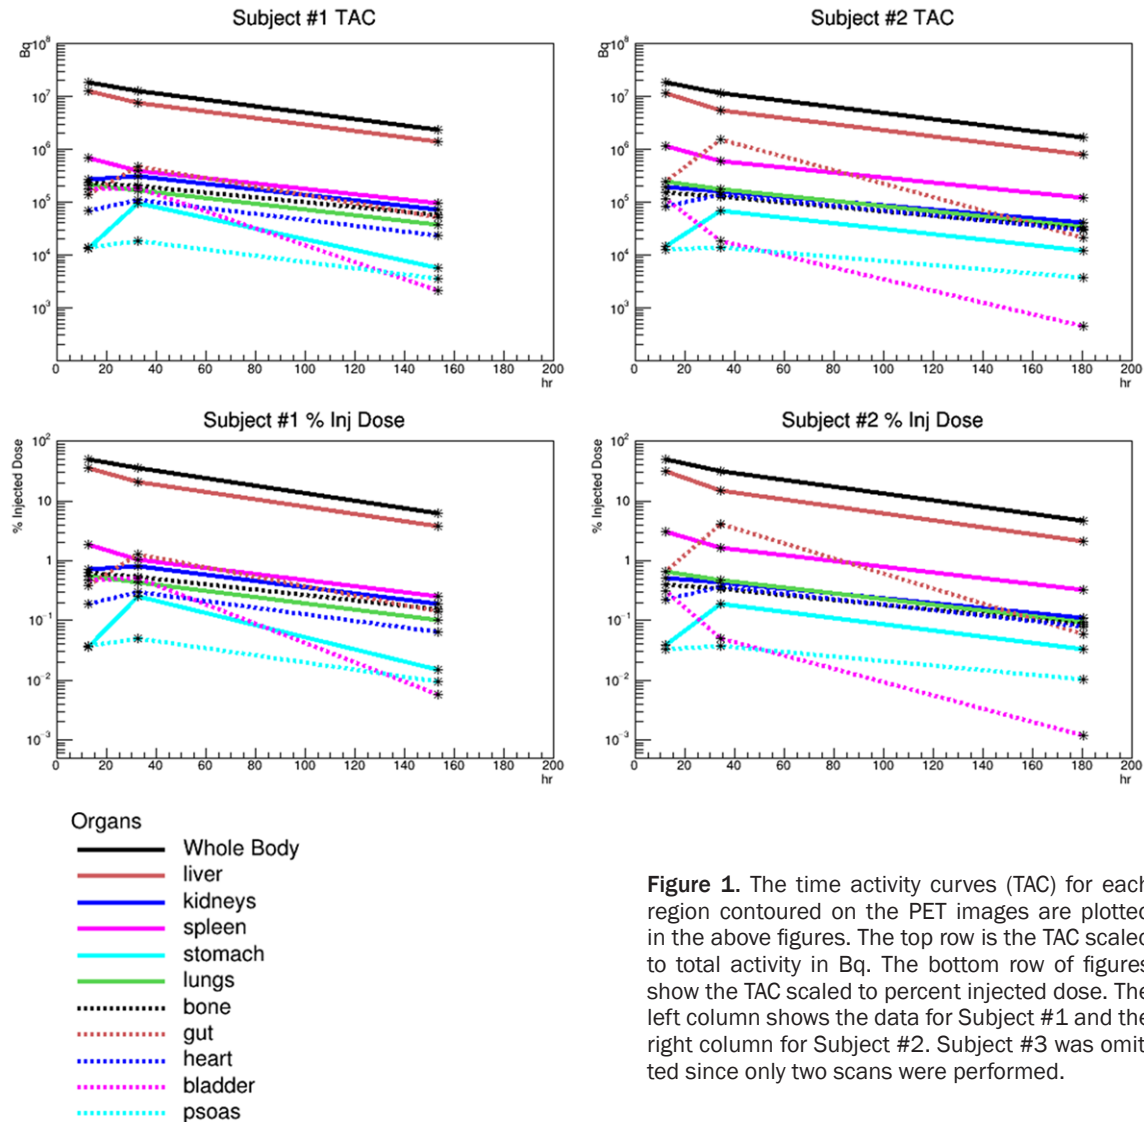 Subject #1 TAC
Bq
10⁸
10⁷
10⁶
10⁵
10⁴
10³
0 20 40 60 80 100 120 140 160 180 200
hr
Subject #2 TAC
Bq
10⁸
10⁷
10⁶
10⁵
10⁴
10³
0 20 40 60 80 100 120 140 160 180 200
hr
Subject #1 % Inj Dose
% Injected Dose
10²
10
1
10⁻¹
10⁻²
10⁻³
0 20 40 60 80 100 120 140 160 180 200
hr
Subject #2 % Inj Dose
% Injected Dose
10²
10
1
10⁻¹
10⁻²
10⁻³
0 20 40 60 80 100 120 140 160 180 200
hr
Organs
Whole Body
liver
kidneys
spleen
stomach
lungs
bone
gut
heart
bladder
psoas
Figure 1. The time activity curves (TAC) for each
region contoured on the PET images are plotted
in the above figures. The top row is the TAC scaled
to total activity in Bq. The bottom row of figures
show the TAC scaled to percent injected dose. The
left column shows the data for Subject #1 and the
right column for Subject #2. Subject #3 was omit-
ted since only two scans were performed.